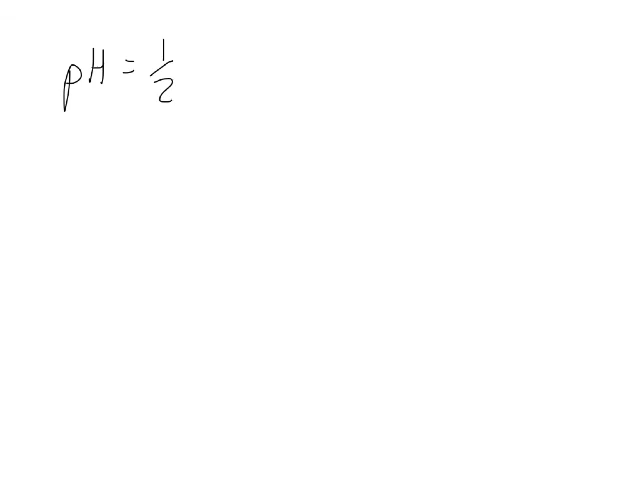 pH = 1/2